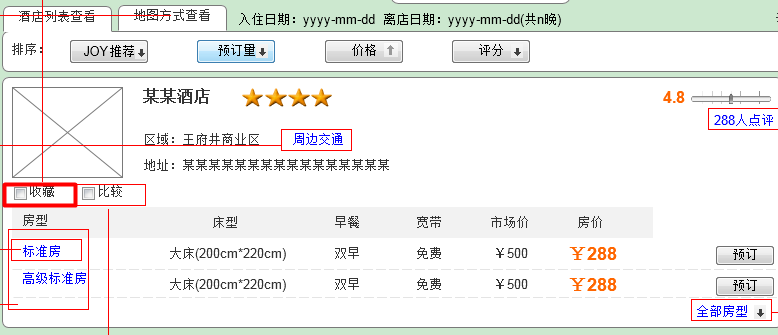 酒店列表查看 地图方式查看 入住日期：yyyy-mm-dd 离店日期：yyyy-mm-dd(共n晚)
排序： JOY推荐 预订量 价格 评分
某某酒店 4.8
288人点评
区域：王府井商业区 周边交通
地址：某某某某某某某某某某某某某某某某
收藏 比较
房型 床型 早餐 宽带 市场价 房价
标准房 大床(200cm*220cm) 双早 免费 ￥500 ￥288 预订
高级标准房 大床(200cm*220cm) 双早 免费 ￥500 ￥288 预订
全部房型